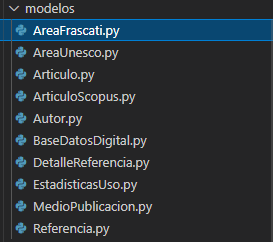 modelos
AreaFrascati.py
AreaUnesco.py
Articulo.py
ArticuloScopus.py
Autor.py
BaseDatosDigital.py
DetalleReferencia.py
EstadisticasUso.py
MedioPublicacion.py
Referencia.py